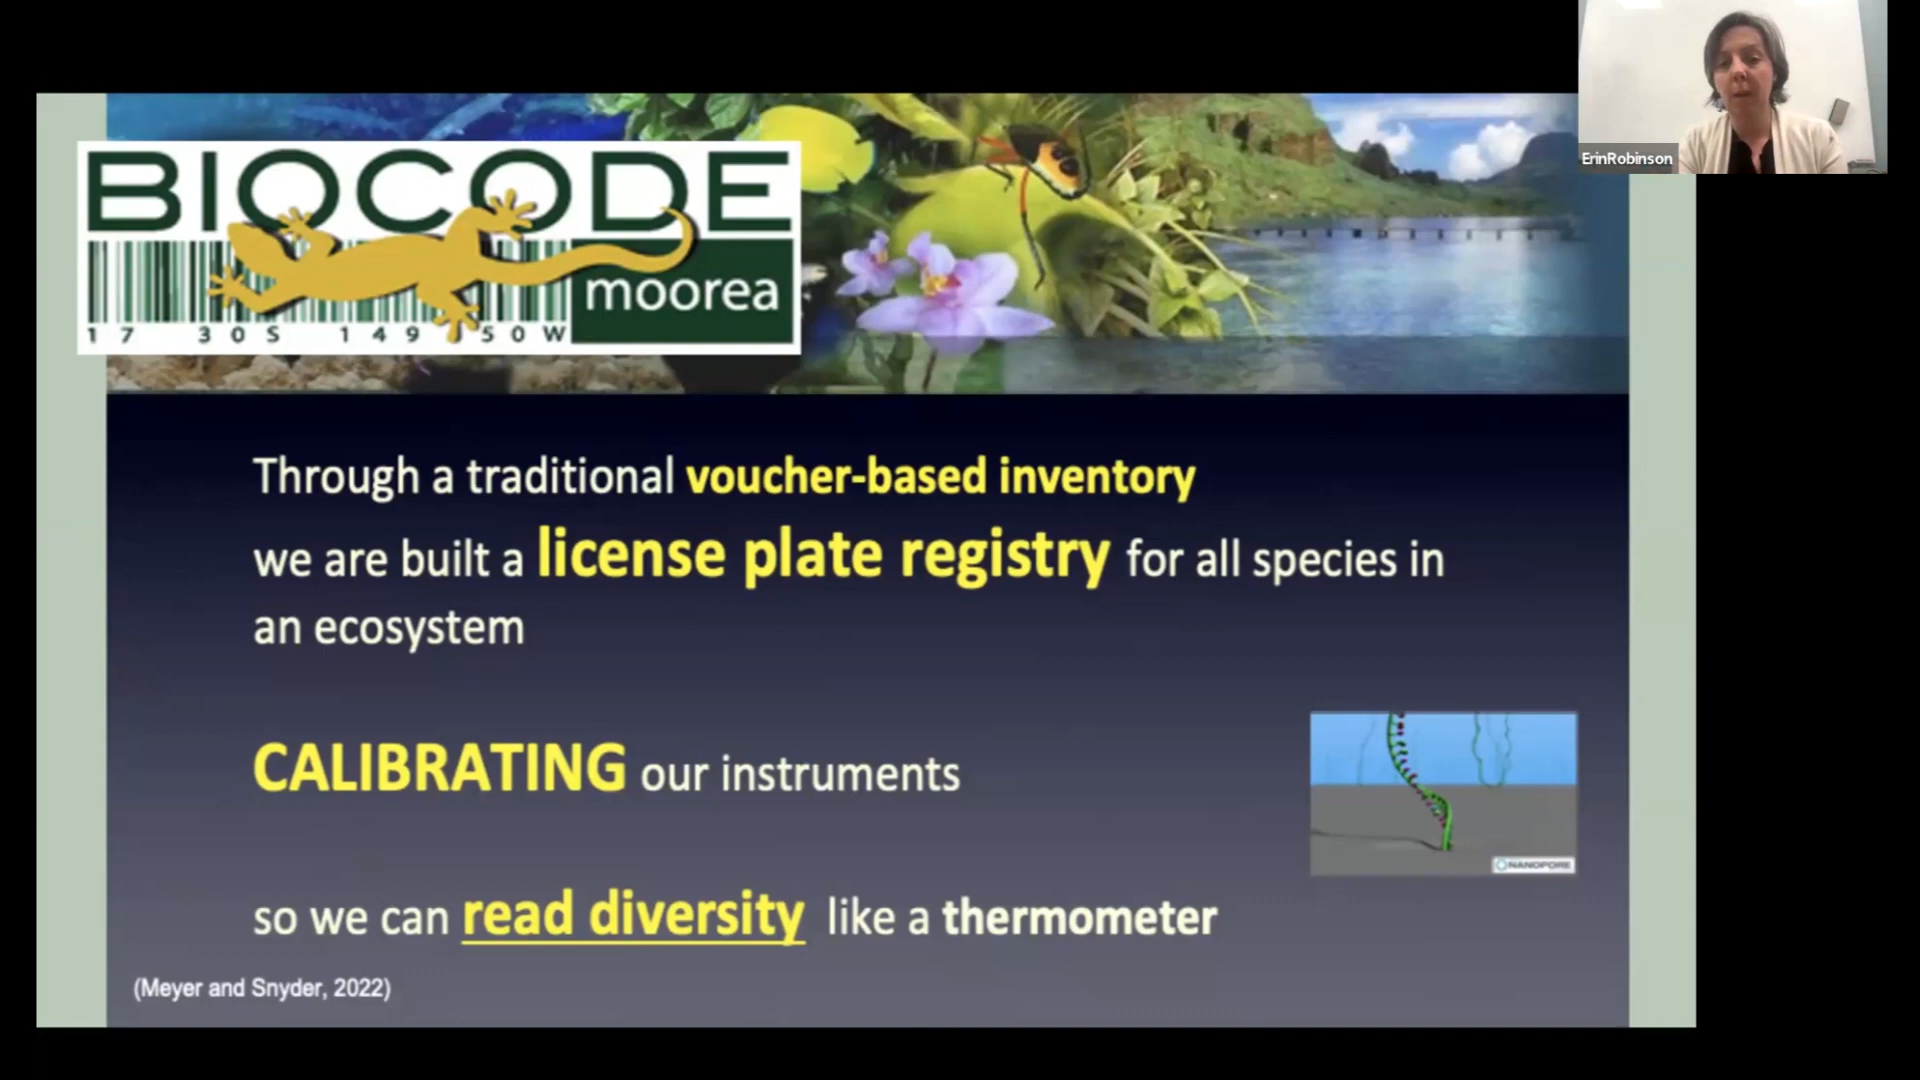 ErinRobinson
BIOCODE
moorea
17 30S 149 50W
Through a traditional voucher-based inventory
we are built a license plate registry for all species in
an ecosystem
CALIBRATING our instruments
NANOPORE
so we can read diversity like a thermometer
(Meyer and Snyder, 2022)